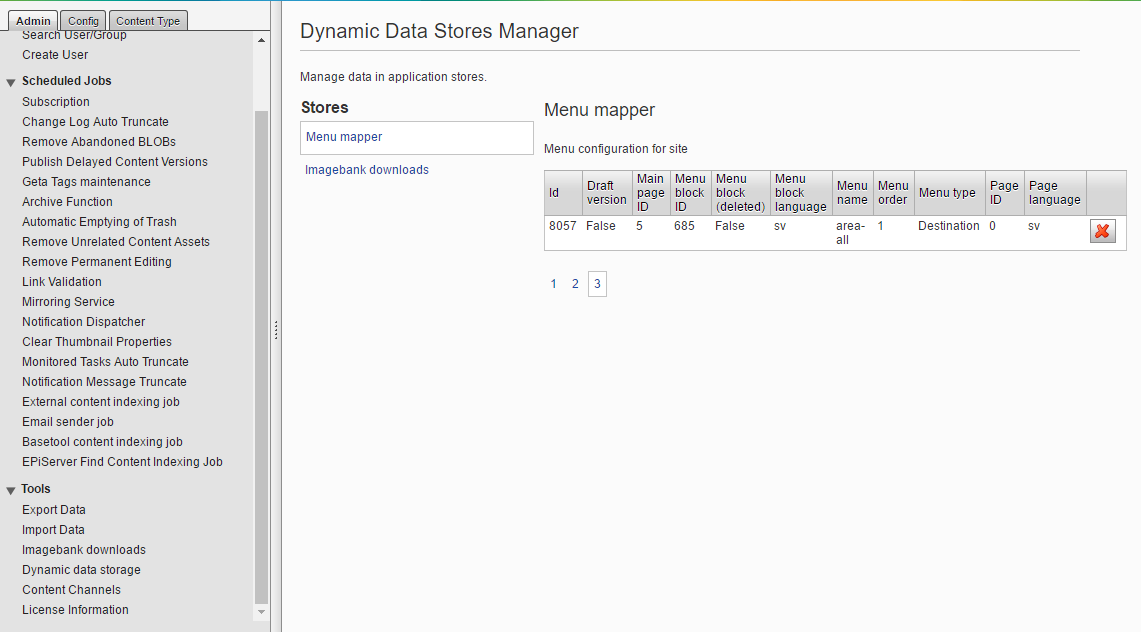 Admin Config Content Type
Search User/Group
Create User
Scheduled Jobs
Subscription
Change Log Auto Truncate
Remove Abandoned BLOBs
Publish Delayed Content Versions
Geta Tags maintenance
Archive Function
Automatic Emptying of Trash
Remove Unrelated Content Assets
Remove Permanent Editing
Link Validation
Mirroring Service
Notification Dispatcher
Clear Thumbnail Properties
Monitored Tasks Auto Truncate
Notification Message Truncate
External content indexing job
Email sender job
Basetool content indexing job
EPiServer Find Content Indexing Job
Tools
Export Data
Import Data
Imagebank downloads
Dynamic data storage
Content Channels
License Information
Dynamic Data Stores Manager
Manage data in application stores.
Stores
Menu mapper
Imagebank downloads
Menu mapper
Menu configuration for site
Id Draft version Main page ID Menu block ID Menu block (deleted) Menu block language Menu name Menu order Menu type Page ID Page language
8057 False 5 685 False sv area-all 1 Destination 0 sv
1 2 3